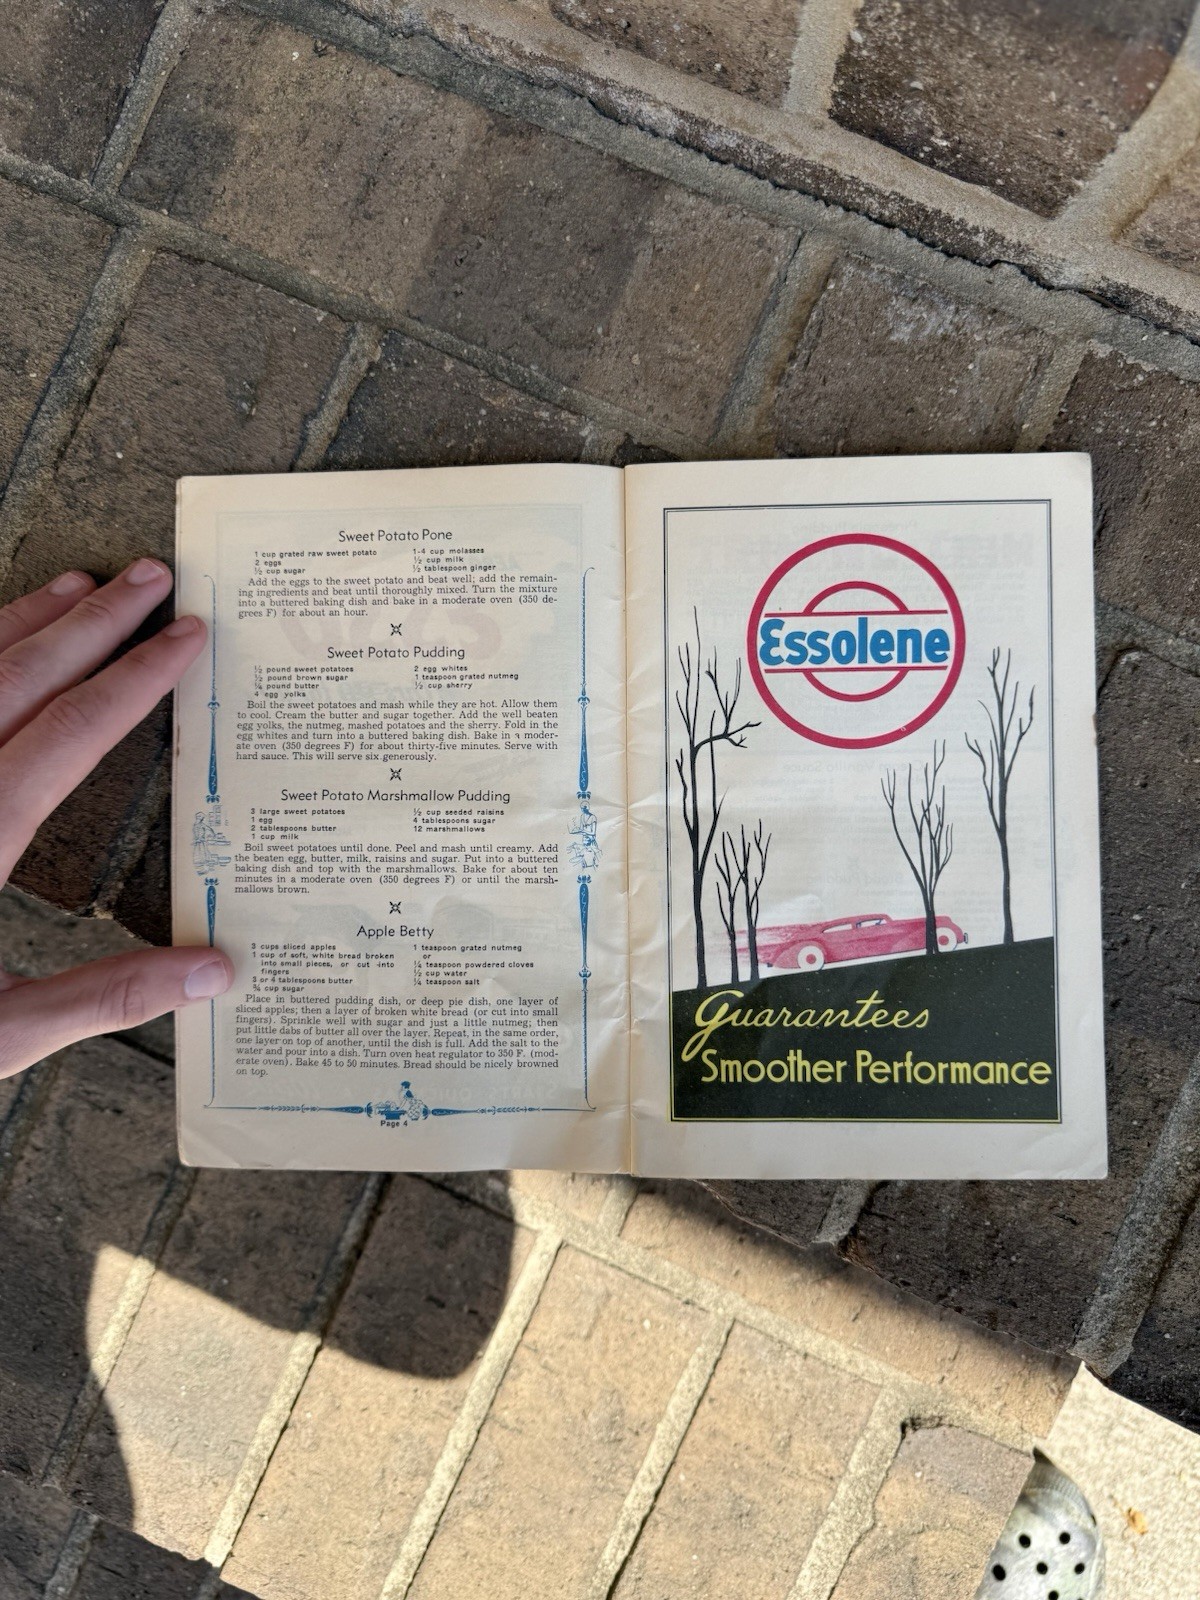 Sweet Potato Pone
1 cup grated raw sweet potato
2 eggs
½ cup sugar
1-4 cup molasses
½ cup milk
½ tablespoon ginger
Add the eggs to the sweet potato and beat well; add the remain-
ing ingredients and beat until thoroughly mixed. Turn the mixture
into a buttered baking dish and bake in a moderate oven (350 de-
grees F) for about an hour.
Sweet Potato Pudding
½ pound sweet potatoes
½ pound brown sugar
¼ pound butter
4 egg yolks
2 egg whites
1 teaspoon grated nutmeg
½ cup sherry
Boil the sweet potatoes and mash while they are hot. Allow them
to cool. Cream the butter and sugar together. Add the well beaten
egg yolks, the nutmeg, mashed potatoes and the sherry. Fold in the
egg whites and turn into a buttered baking dish. Bake in a moder-
ate oven (350 degrees F) for about thirty-five minutes. Serve with
hard sauce. This will serve six generously.
Sweet Potato Marshmallow Pudding
3 large sweet potatoes
1 egg
2 tablespoons butter
1 cup milk
½ cup seeded raisins
4 tablespoons sugar
12 marshmallows
Boil sweet potatoes until done. Peel and mash until creamy. Add
the beaten egg, butter, milk, raisins and sugar. Put into a buttered
baking dish and top with the marshmallows. Bake for about ten
minutes in a moderate oven (350 degrees F) or until the marsh-
mallows brown.
Apple Betty
3 cups sliced apples
1 cup of soft, white bread broken
into small pieces, or cut into
fingers
3 or 4 tablespoons butter
¾ cup sugar
1 teaspoon grated nutmeg
or
¼ teaspoon powdered cloves
½ cup water
¼ teaspoon salt
Place in buttered pudding dish, or deep pie dish, one layer of
sliced apples; then a layer of broken white bread (or cut into small
fingers). Sprinkle well with sugar and just a little nutmeg; then
put little dabs of butter all over the layer. Repeat, in the same order,
one layer on top of another, until the dish is full. Add the salt to the
water and pour into a dish. Turn oven heat regulator to 350 F. (mod-
erate oven). Bake 45 to 50 minutes. Bread should be nicely browned
on top.
Page 4
Essolene
Guarantees
Smoother Performance